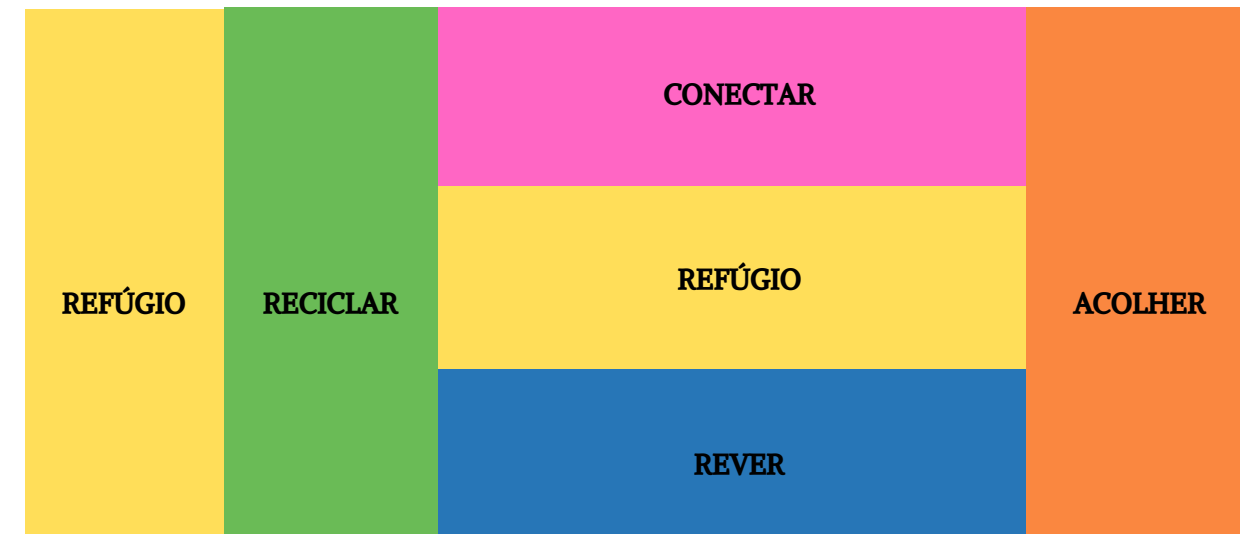 REFÚGIO
RECICLAR
CONECTAR
REFÚGIO
REVER
ACOLHER